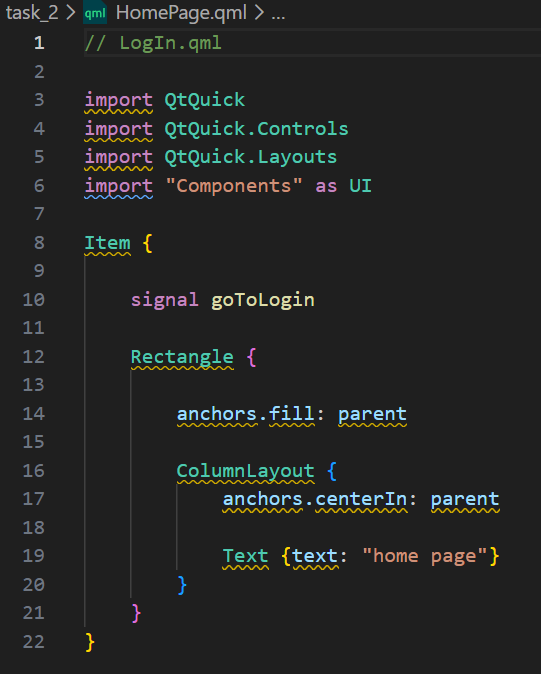 task_2 > qml HomePage.qml > ...
1 // LogIn.qml
2
3 import QtQuick
4 import QtQuick.Controls
5 import QtQuick.Layouts
6 import "Components" as UI
7
8 Item {
9
10     signal goToLogin
11
12     Rectangle {
13
14         anchors.fill: parent
15
16         ColumnLayout {
17             anchors.centerIn: parent
18
19             Text {text: "home page"}
20         }
21     }
22 }